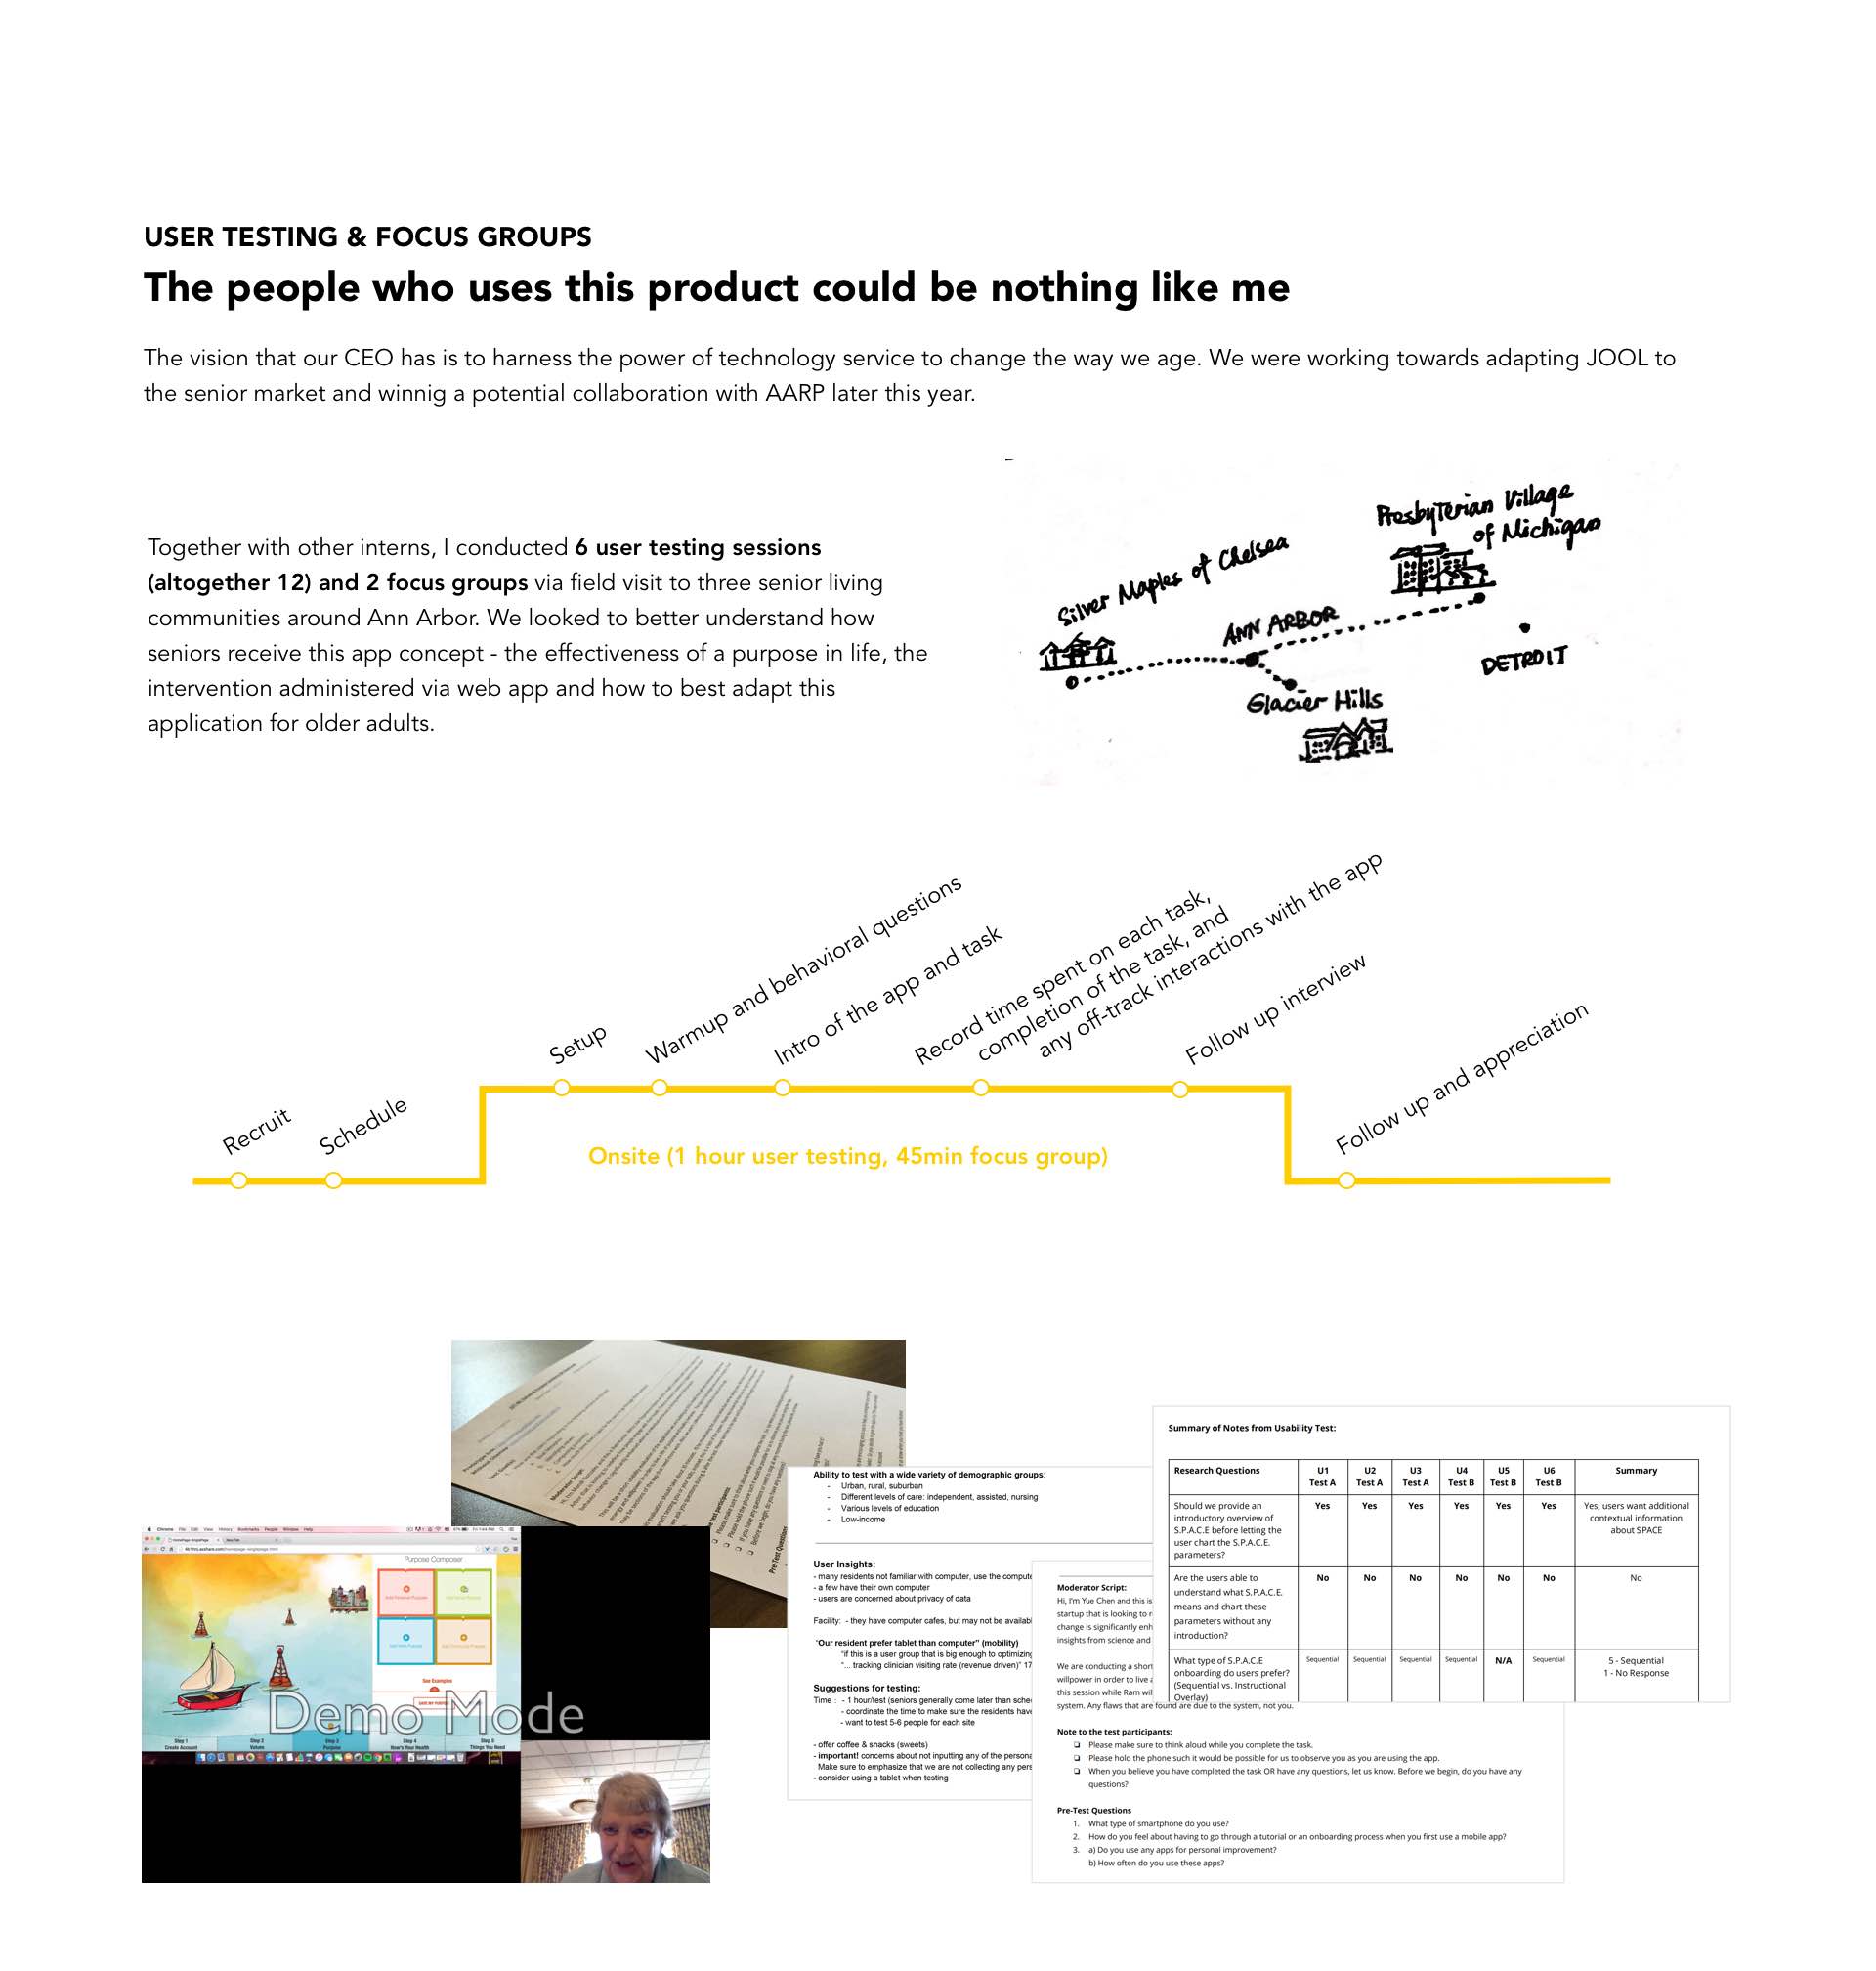 USER TESTING & FOCUS GROUPS
The people who uses this product could be nothing like me
The vision that our CEO has is to harness the power of technology service to change the way we age. We were working towards adapting JOOL to
the senior market and winnig a potential collaboration with AARP later this year.
Together with other interns, I conducted 6 user testing sessions
(altogether 12) and 2 focus groups via field visit to three senior living
communities around Ann Arbor. We looked to better understand how
seniors receive this app concept - the effectiveness of a purpose in life, the
intervention administered via web app and how to best adapt this
application for older adults.
Silver Maples of Chelsea
Presbyterian Village
of Michigan
ANN ARBOR
DETROIT
Glacier Hills
Recruit
Schedule
Setup
Warmup and behavioral questions
Intro of the app and task
Record time spent on each task,
completion of the task, and
any off-track interactions with the app
Follow up interview
Follow up and appreciation
Onsite (1 hour user testing, 45min focus group)
Purpose Composer
See Examples
Demo Mode
Step 1
Create Account
Step 2
Values
Step 3
Purpose
Step 4
How's Your Health
Step 5
Things You Need
Ability to test with a wide variety of demographic groups:
- Urban, rural, suburban
- Different levels of care: independent, assisted, nursing
- Various levels of education
- Low-income
User Insights:
- many residents not familiar with computer, use the compute
- a few have their own computer
- users are concerned about privacy of data
Facility: - they have computer cafes, but may not be availabl
"Our resident prefer tablet than computer" (mobility)
"if this is a user group that is big enough to optimizing
"... tracking clinician visiting rate (revenue driven)" 17
Suggestions for testing:
Time : - 1 hour/test (seniors generally come later than sche
- coordinate the time to make sure the residents have
- want to test 5-6 people for each site
- offer coffee & snacks (sweets)
- important! concerns about not inputting any of the persona
Make sure to emphasize that we are not collecting any pers
- consider using a tablet when testing
Moderator Script:
Hi, I'm Yue Chen and this is
startup that is looking to r
change is significantly enh
insights from science and
We are conducting a short
willpower in order to live a
this session while Ram wil
system. Any flaws that are found are due to the system, not you.
Note to the test participants:
❑ Please make sure to think aloud while you complete the task.
❑ Please hold the phone such it would be possible for us to observe you as you are using the app.
❑ When you believe you have completed the task OR have any questions, let us know. Before we begin, do you have any
questions?
Pre-Test Questions
1. What type of smartphone do you use?
2. How do you feel about having to go through a tutorial or an onboarding process when you first use a mobile app?
3. a) Do you use any apps for personal improvement?
b) How often do you use these apps?
Summary of Notes from Usability Test:
Research Questions U1 Test A U2 Test A U3 Test A U4 Test B U5 Test B U6 Test B Summary
Should we provide an
introductory overview of
S.P.A.C.E before letting the
user chart the S.P.A.C.E.
parameters?
Yes Yes Yes Yes Yes Yes
Yes, users want additional
contextual information
about SPACE
Are the users able to
understand what S.P.A.C.E.
means and chart these
parameters without any
introduction?
No No No No No No No
What type of S.P.A.C.E
onboarding do users prefer?
(Sequential vs. Instructional
Overlay)
Sequential Sequential Sequential Sequential N/A Sequential
5 - Sequential
1 - No Response